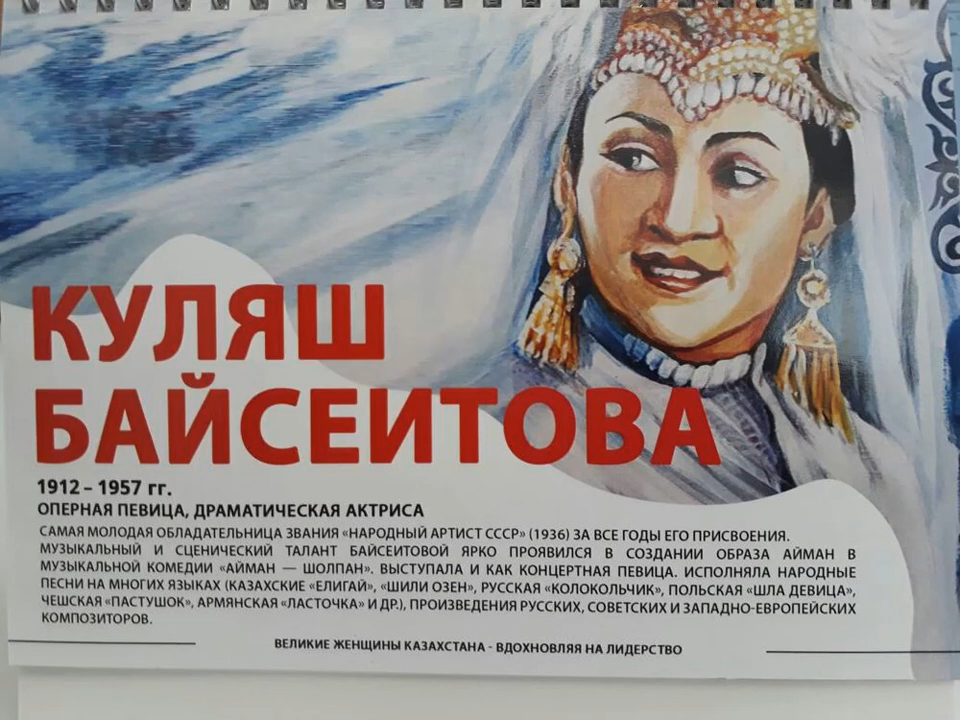 КУЛЯШ
БАЙСЕИТОВА
1912 – 1957 гг.
ОПЕРНАЯ ПЕВИЦА, ДРАМАТИЧЕСКАЯ АКТРИСА
САМАЯ МОЛОДАЯ ОБЛАДАТЕЛЬНИЦА ЗВАНИЯ «НАРОДНЫЙ АРТИСТ СССР» (1936) ЗА ВСЕ ГОДЫ ЕГО ПРИСВОЕНИЯ.
МУЗЫКАЛЬНЫЙ И СЦЕНИЧЕСКИЙ ТАЛАНТ БАЙСЕИТОВОЙ ЯРКО ПРОЯВИЛСЯ В СОЗДАНИИ ОБРАЗА АЙМАН В
МУЗЫКАЛЬНОЙ КОМЕДИИ «АЙМАН — ШОЛПАН». ВЫСТУПАЛА И КАК КОНЦЕРТНАЯ ПЕВИЦА. ИСПОЛНЯЛА НАРОДНЫЕ
ПЕСНИ НА МНОГИХ ЯЗЫКАХ (КАЗАХСКИЕ «ЕЛИГАЙ», «ШИЛИ ОЗЕН», РУССКАЯ «КОЛОКОЛЬЧИК», ПОЛЬСКАЯ «ШЛА ДЕВИЦА»,
ЧЕШСКАЯ «ПАСТУШОК», АРМЯНСКАЯ «ЛАСТОЧКА» И ДР.), ПРОИЗВЕДЕНИЯ РУССКИХ, СОВЕТСКИХ И ЗАПАДНО-ЕВРОПЕЙСКИХ
КОМПОЗИТОРОВ.
ВЕЛИКИЕ ЖЕНЩИНЫ КАЗАХСТАНА - ВДОХНОВЛЯЯ НА ЛИДЕРСТВО